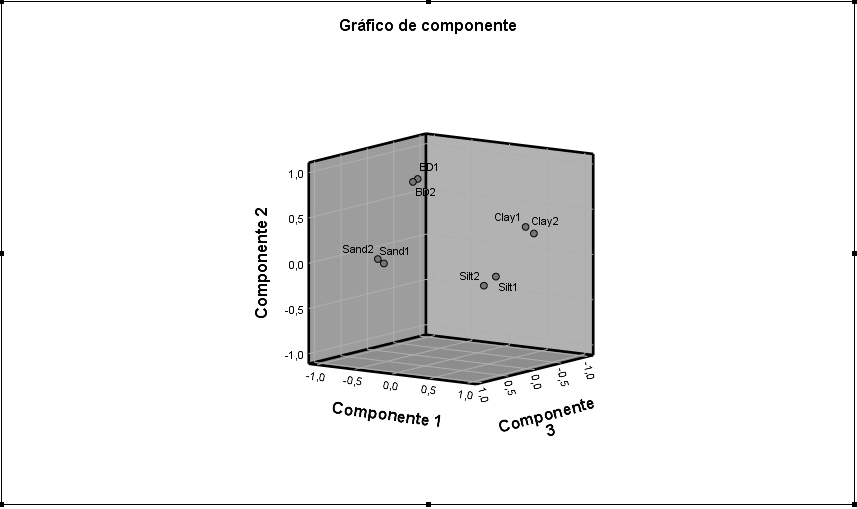 Gráfico de componente
BD1
BD2
Clay1
Clay2
Sand2
Sand1
Silt2
Silt1
Componente 2
1,0
0,5
0,0
-0,5
-1,0
-1,0
-0,5
0,0
0,5
1,0
Componente 1
1,0
0,5
0,0
-0,5
-1,0
Componente
3